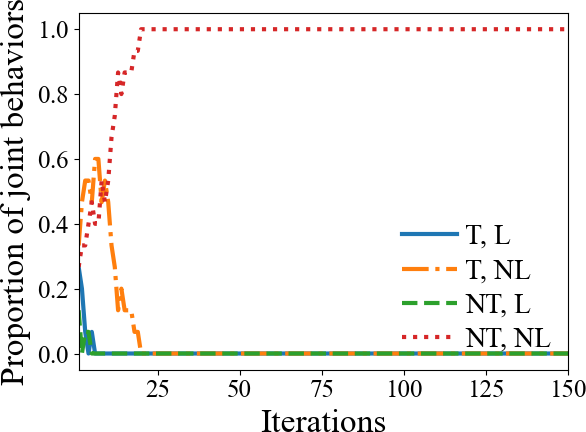 Proportion of joint behaviors
1.0
0.8
0.6
0.4
0.2
0.0
T, L
T, NL
NT, L
NT, NL
25
50
75
100
125
150
Iterations